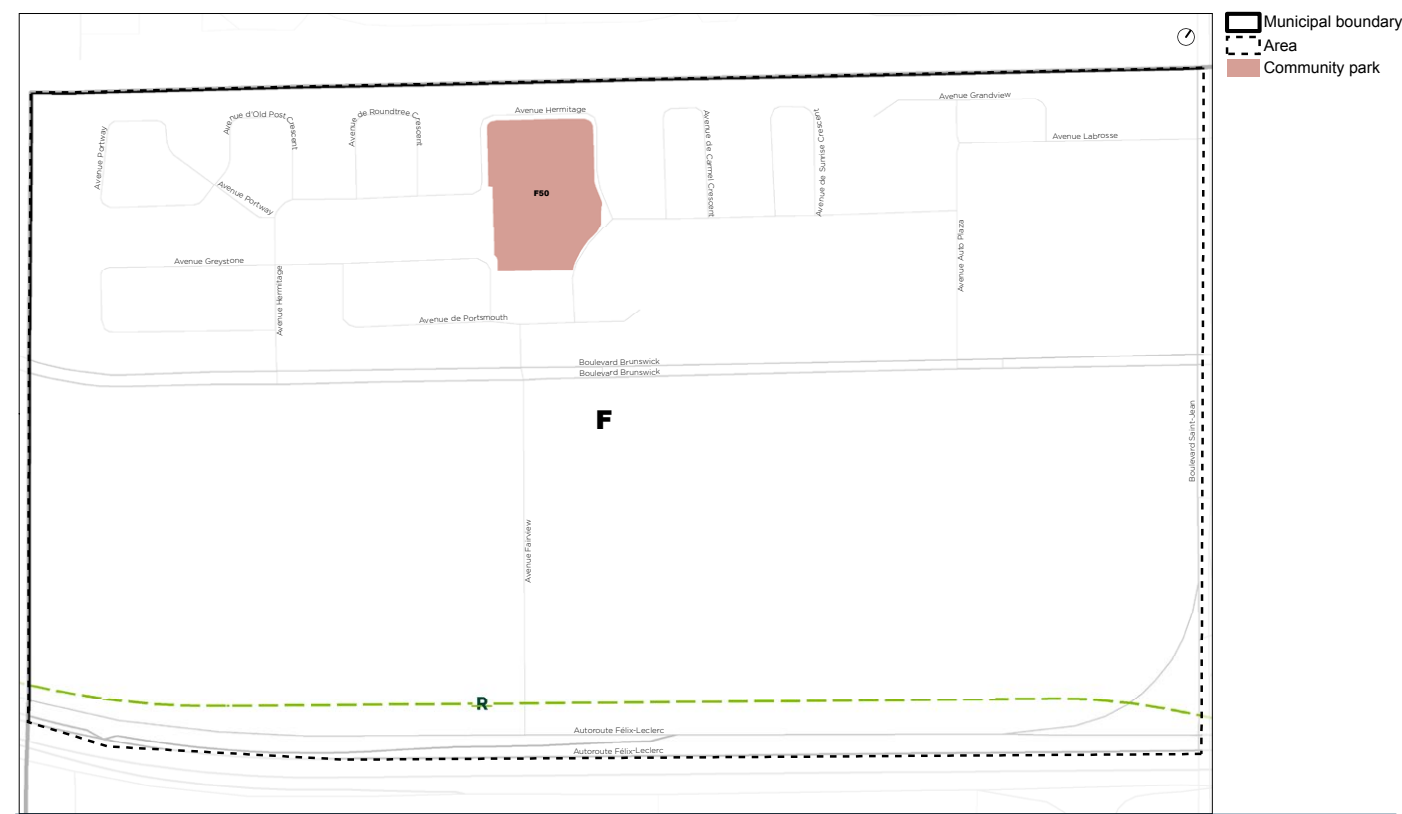 Municipal boundary
Area
Community park
Avenue Grandview
Avenue Hermitage
Avenue d'Old Post Crescent
Avenue de Roundtree Crescent
Avenue de Carmel Crescent
Avenue de Sunrise Crescent
Avenue Labrosse
Avenue Portway
F50
Avenue Portway
Avenue Auto Plaza
Avenue Greystone
Avenue Hermitage
Avenue de Portsmouth
Boulevard Brunswick
Boulevard Brunswick
F
Boulevard Saint-Jean
Avenue Fairview
R
Autoroute Félix-Leclerc
Autoroute Félix-Leclerc